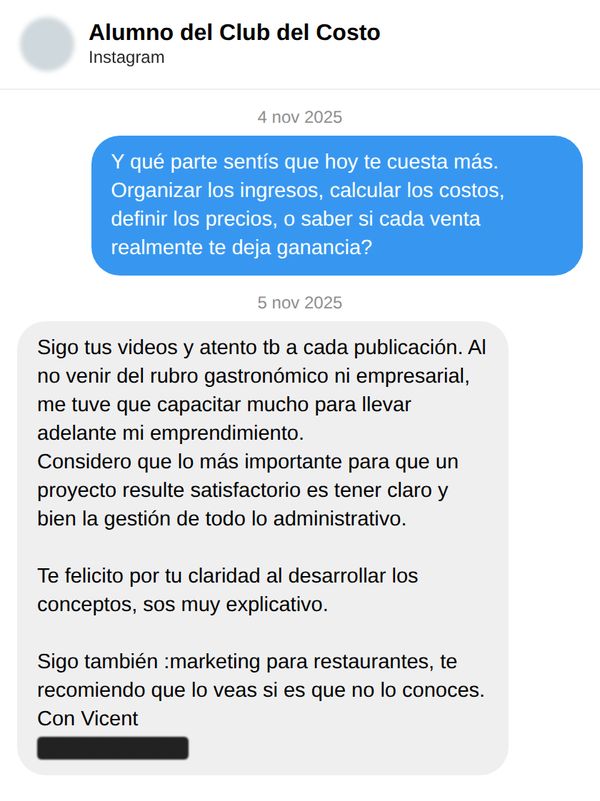 Alumno del Club del Costo
Instagram
4 nov 2025
Y qué parte sentís que hoy te cuesta más.
Organizar los ingresos, calcular los costos,
definir los precios, o saber si cada venta
realmente te deja ganancia?
5 nov 2025
Sigo tus videos y atento tb a cada publicación. Al
no venir del rubro gastronómico ni empresarial,
me tuve que capacitar mucho para llevar
adelante mi emprendimiento.
Considero que lo más importante para que un
proyecto resulte satisfactorio es tener claro y
bien la gestión de todo lo administrativo.
Te felicito por tu claridad al desarrollar los
conceptos, sos muy explicativo.
Sigo también :marketing para restaurantes, te
recomiendo que lo veas si es que no lo conoces.
Con Vicent